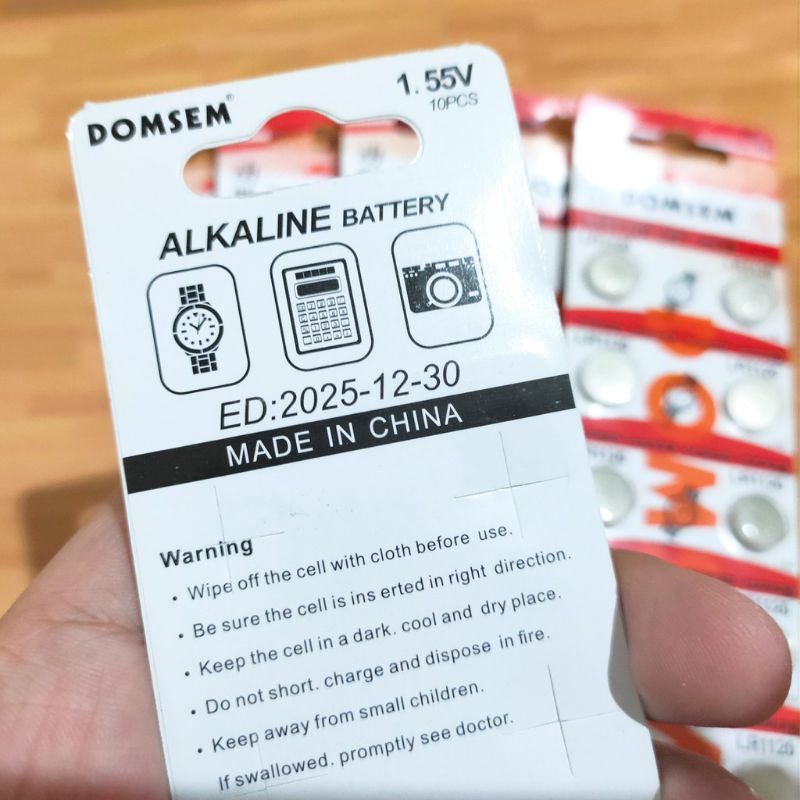 DOMSEM®
1.55V
10PCS
ALKALINE BATTERY
ED:2025-12-30
MADE IN CHINA
Warning
• Wipe off the cell with cloth before use.
• Be sure the cell is ins erted in right direction.
• Keep the cell in a dark. cool and dry place.
• Do not short. charge and dispose in fire.
• Keep away from small children.
If swallowed. promptly see doctor.
DOMSEM
LR1120
LR1120
LR1120
LR1120